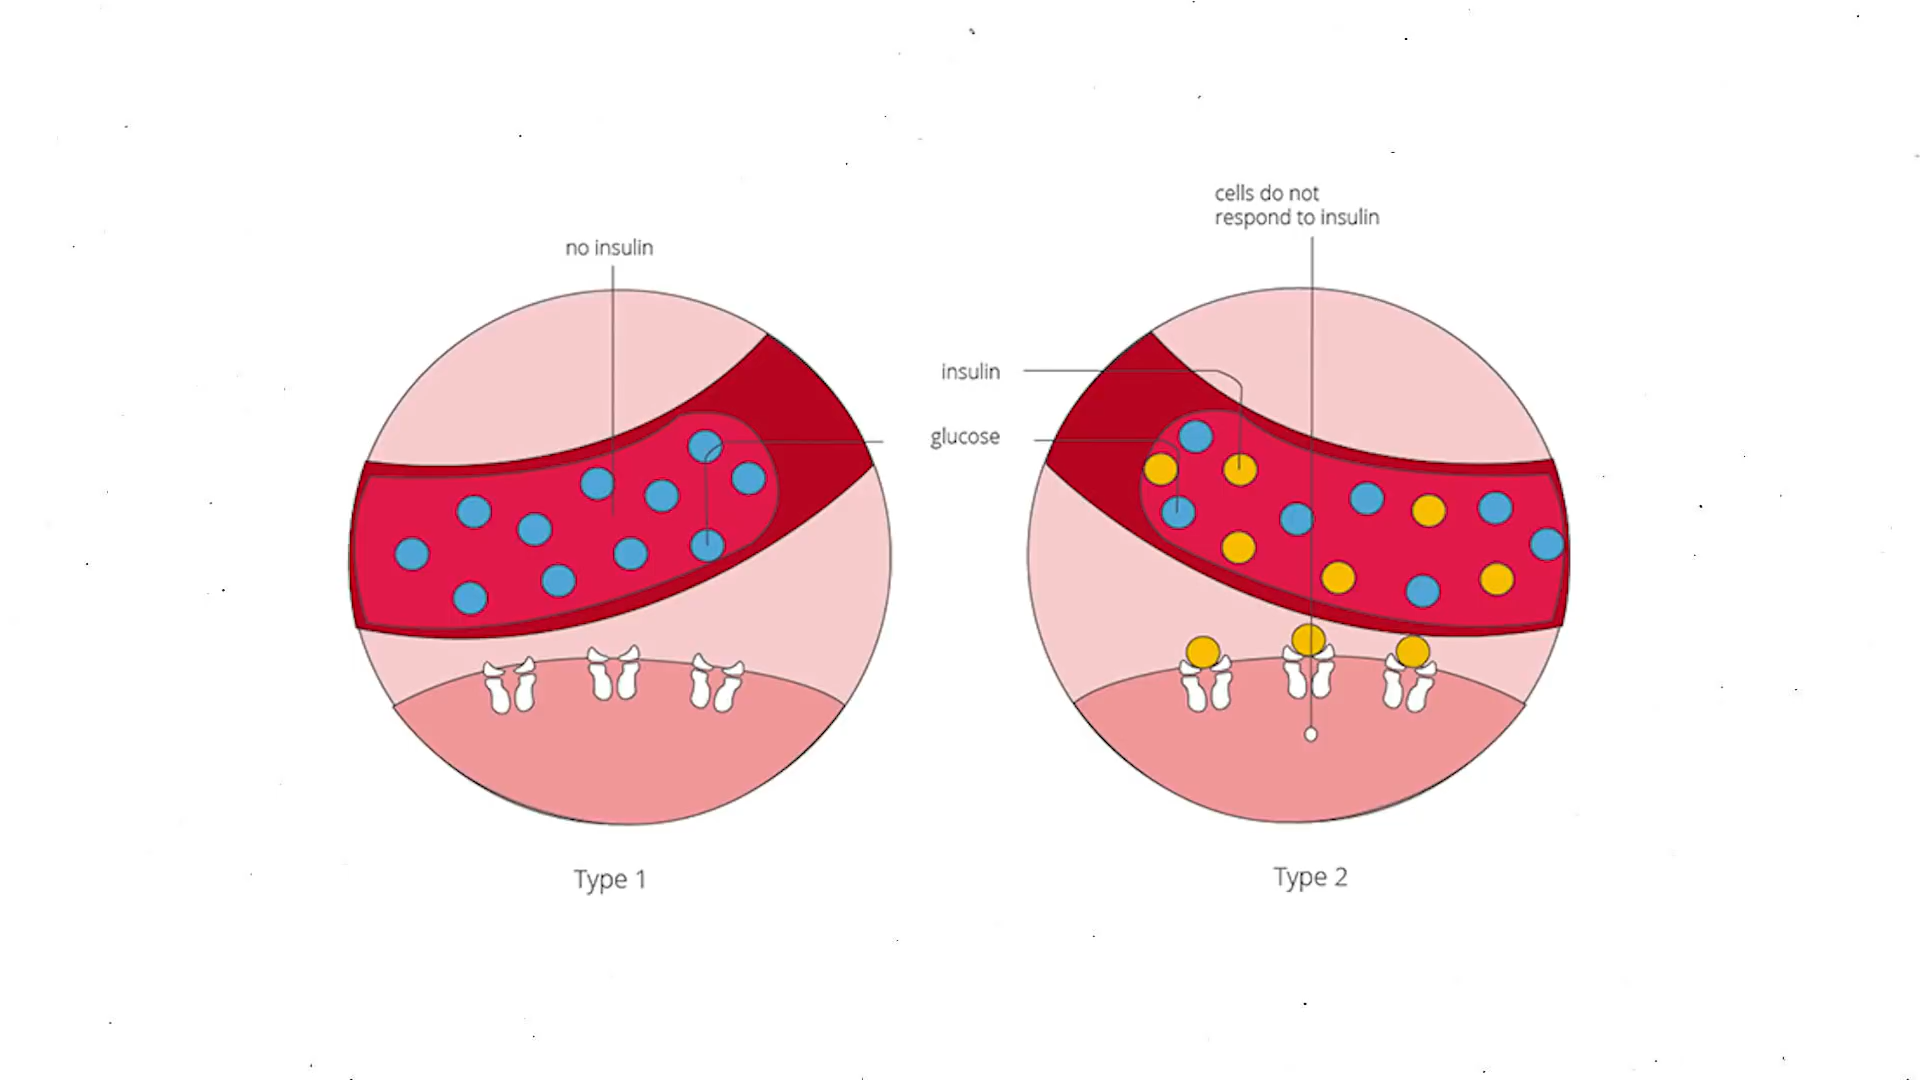 cells do not
respond to insulin
no insulin
insulin
glucose
Type 1
Type 2